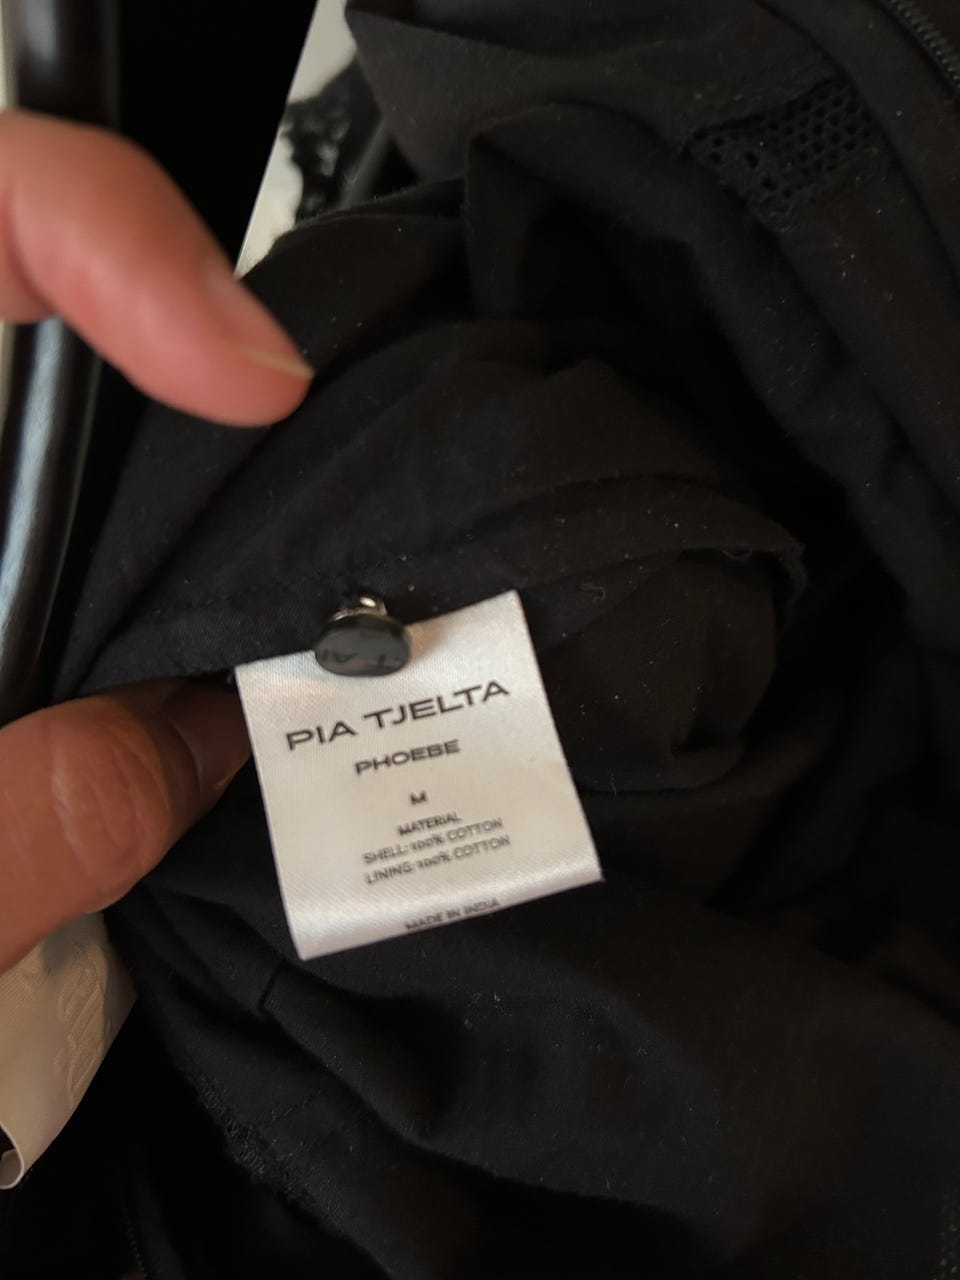 PIA TJELTA
PHOEBE
M
MATERIAL
SHELL: 100% COTTON
LINING: 100% COTTON
MADE IN INDIA